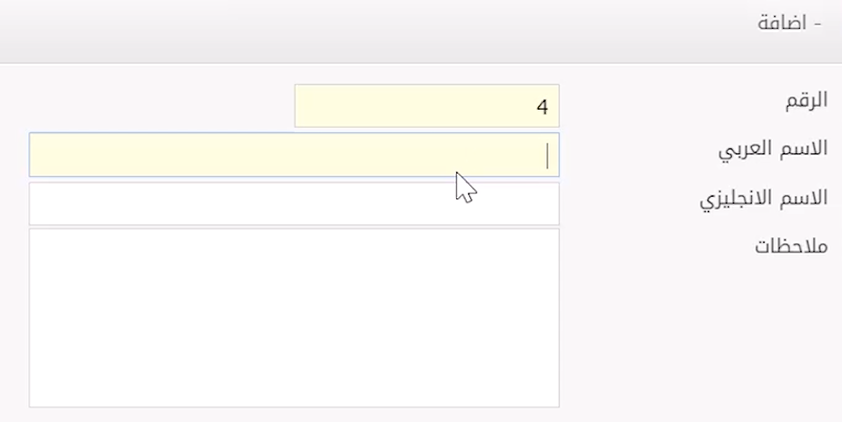 - اضافة
الرقم 4
الاسم العربي
الاسم الانجليزي
ملاحظات